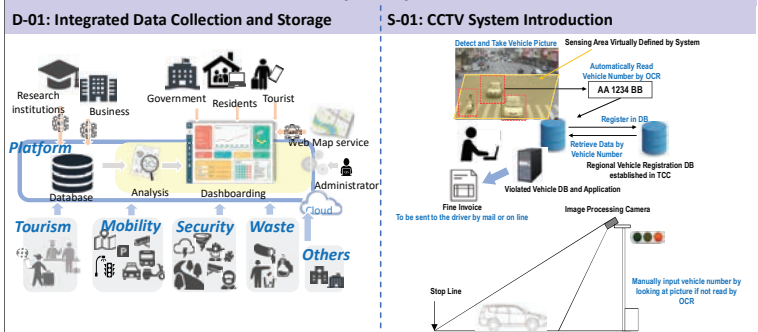 D-01: Integrated Data Collection and Storage
Research
institutions
Business
Government
Residents
Tourist
Web Map service
Platform
Database
Analysis
Dashboarding
Administrator
Cloud
Tourism
Mobility
Security
Waste
Others
S-01: CCTV System Introduction
Detect and Take Vehicle Picture
Sensing Area Virtually Defined by System
Automatically Read
Vehicle Number by OCR
AA 1234 BB
Register in DB
Retrieve Data by
Vehicle Number
Regional Vehicle Registration DB
established in TCC
Violated Vehicle DB and Application
Fine Invoice
To be sent to the driver by mail or on line
Image Processing Camera
Stop Line
Manually input vehicle number by
looking at picture if not read by
OCR